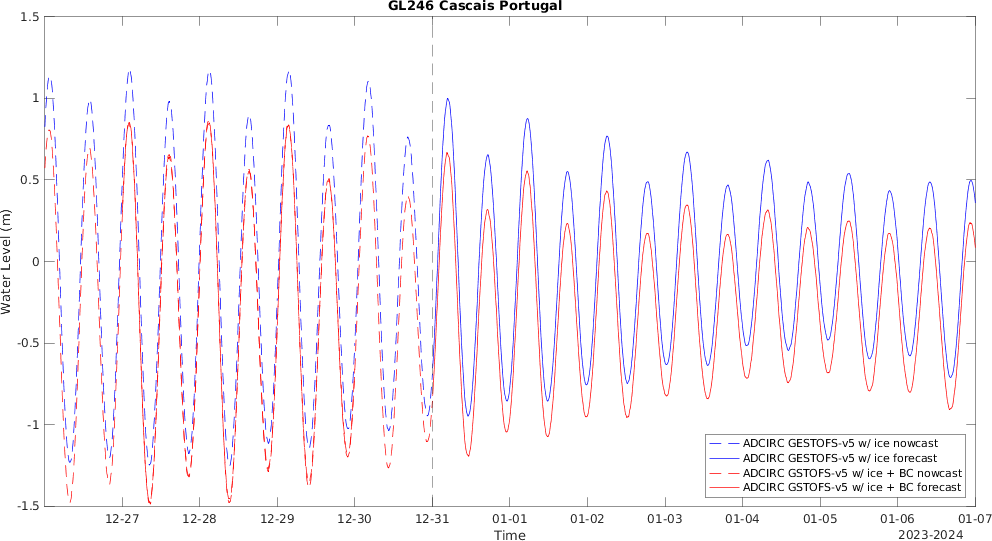 GL246 Cascais Portugal
1.5
1
0.5
0
-0.5
-1
-1.5
Water Level (m)
12-27 12-28 12-29 12-30 12-31 01-01 01-02 01-03 01-04 01-05 01-06 01-07
Time
2023-2024
ADCIRC GESTOFS-v5 w/ ice nowcast
ADCIRC GESTOFS-v5 w/ ice forecast
ADCIRC GSTOFS-v5 w/ ice + BC nowcast
ADCIRC GSTOFS-v5 w/ ice + BC forecast